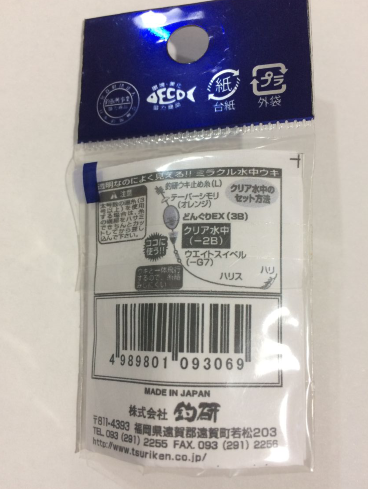 紙
台紙
プラ
外袋
透明なのによく見える!! ミラクル水中ウキ
注意
釣研ウキ止め糸(L)
テーパーシモリ
(オレンジ)
クリア水中の
セット方法
どんぐりEX (3B)
クリア水中
(-2B)
ココに
使う!!
ウエイトスイベル
(-G7)
ハリス
ハリ
4 989801 093069
MADE IN JAPAN
株式会社 釣研
〒811-4393 福岡県遠賀郡遠賀町若松203
TEL. 093 (291) 2255 FAX. 093 (291) 2256
http://www.tsuriken.co.jp/